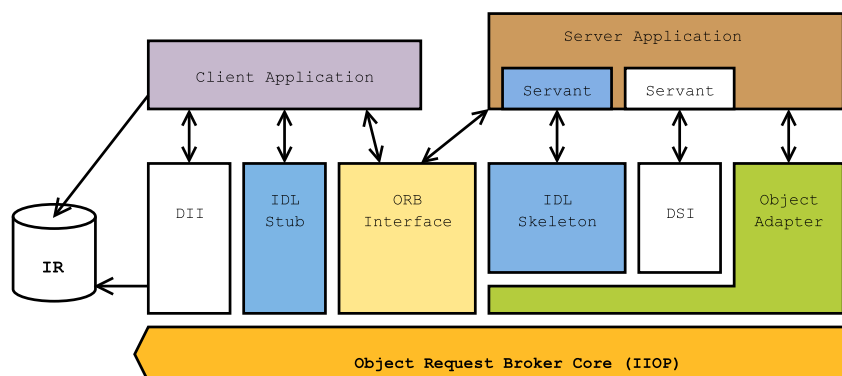 Server Application
Client Application
Servant
Servant
DII
IDL
Stub
ORB
Interface
IDL
Skeleton
DSI
Object
Adapter
IR
Object Request Broker Core (IIOP)